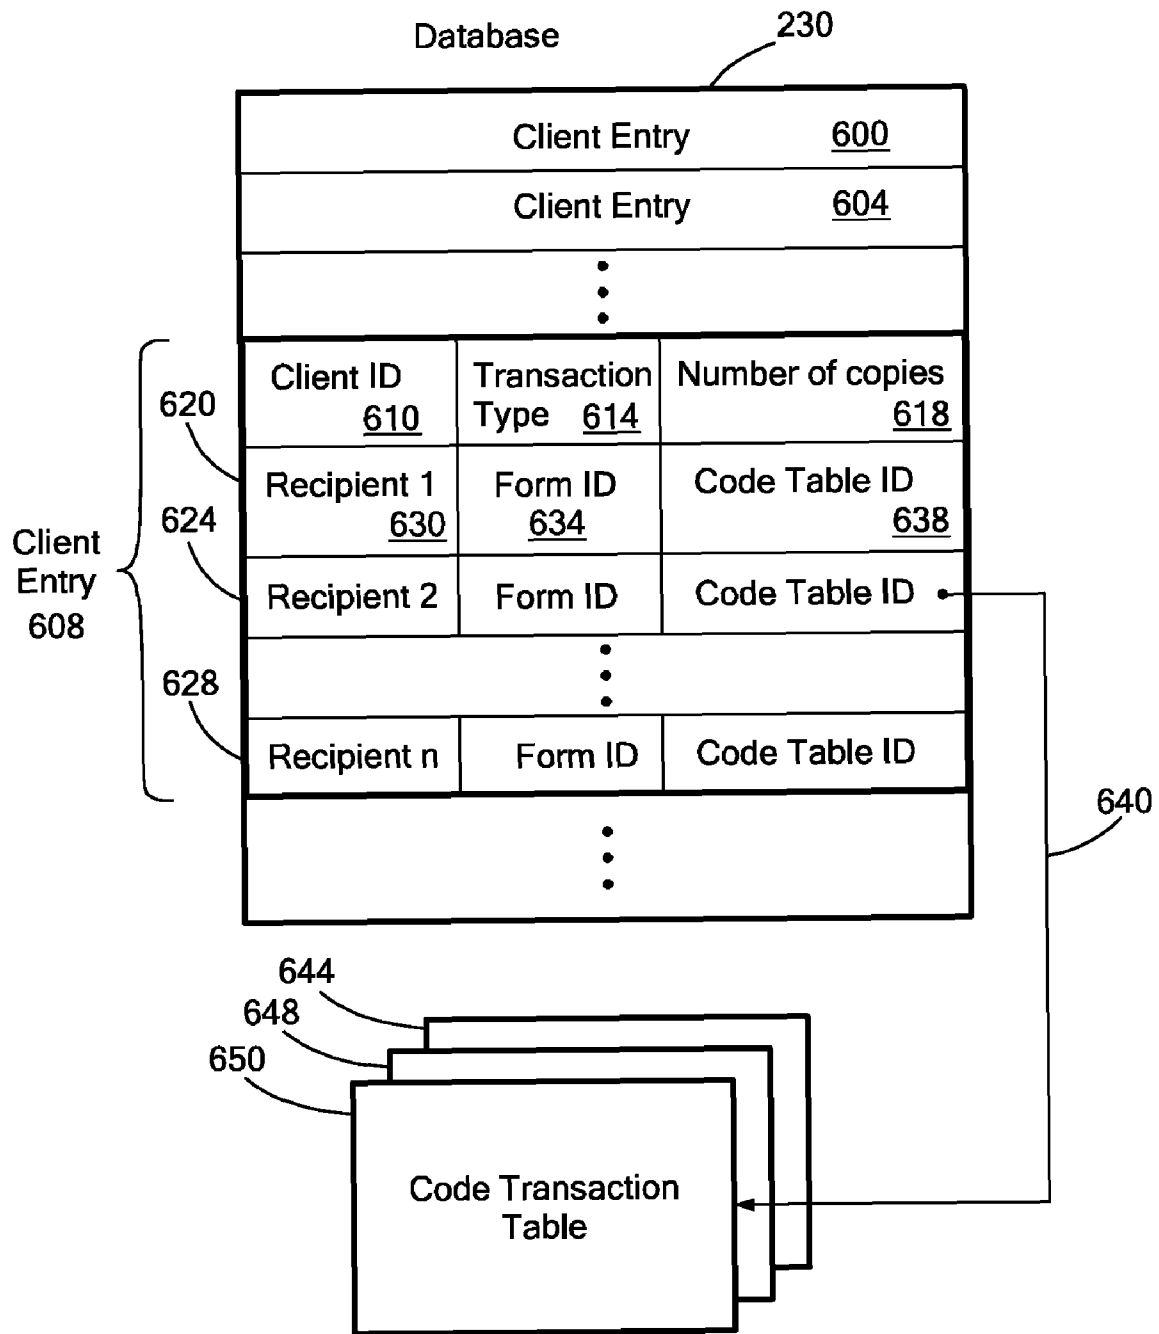 Database
230
Client Entry 600
Client Entry 604
Client ID
610
Transaction
Type 614
Number of copies
618
620
Recipient 1
630
Form ID
634
Code Table ID
638
624
Client
Entry
608
Recipient 2
Form ID
Code Table ID
628
Recipient n
Form ID
Code Table ID
640
644
648
650
Code Transaction
Table